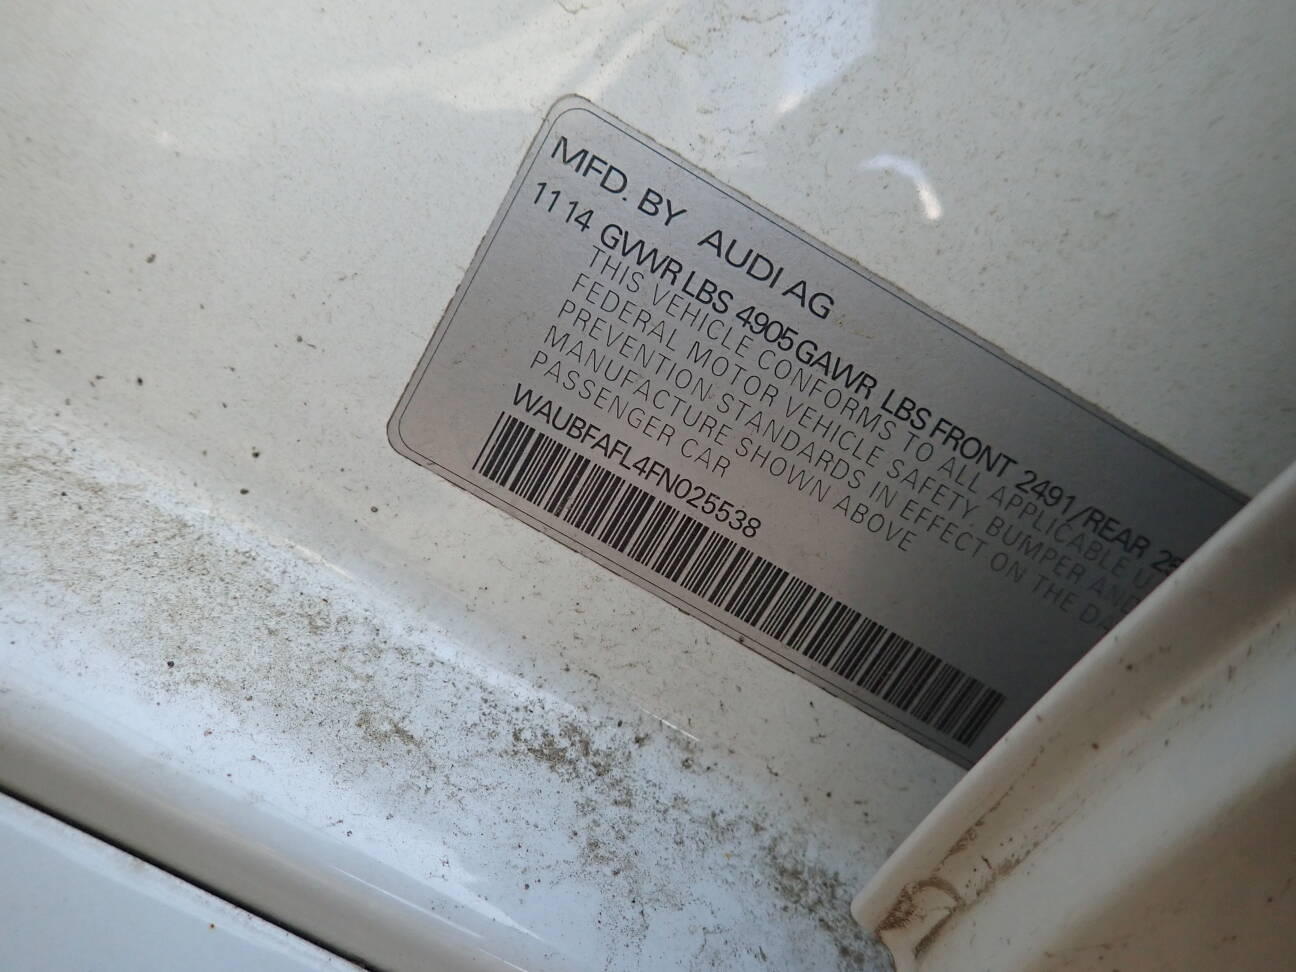 MFD. BY AUDI AG
11 14 GVWR LBS 4905 GAWR LBS FRONT 2491/REAR
THIS VEHICLE CONFORMS TO ALL APPLICABLE
FEDERAL MOTOR VEHICLE SAFETY, BUMPER AND
PREVENTION STANDARDS IN EFFECT ON THE
MANUFACTURE SHOWN ABOVE
PASSENGER CAR
WAUBFAFL4FN025538